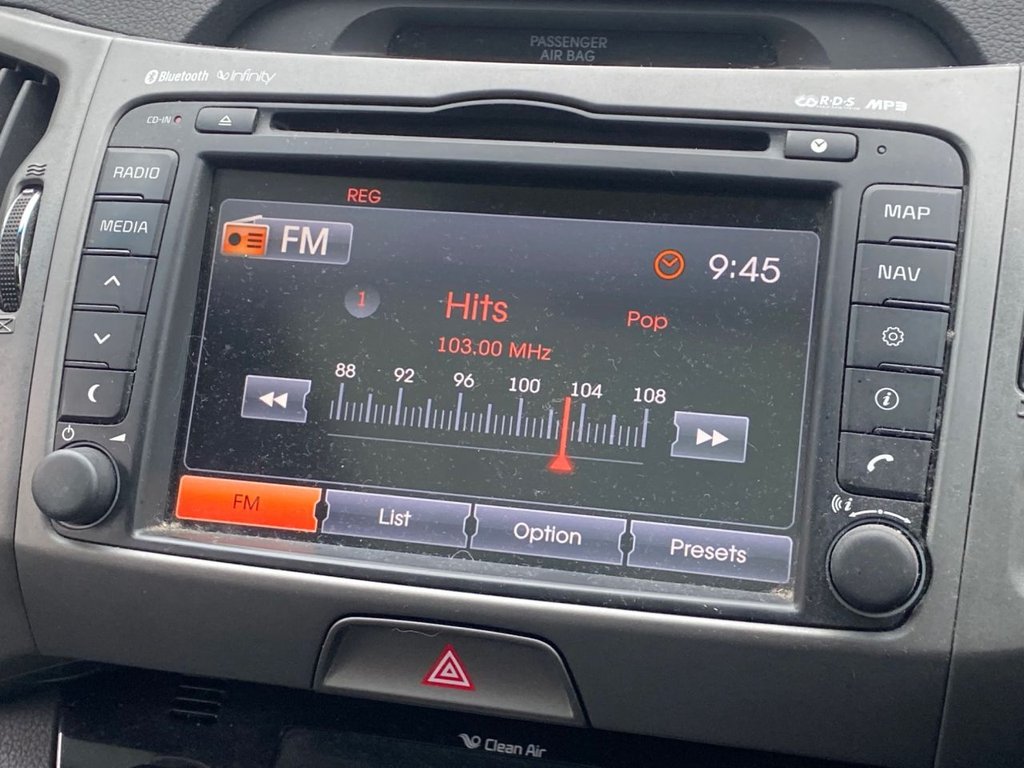 PASSENGER
AIR BAG
Bluetooth infinity
R·D·S MP3
CD-IN
RADIO
MEDIA
MAP
NAV
REG
FM
9:45
1 Hits Pop
103.00 MHz
88 92 96 100 104 108
FM List Option Presets
Clean Air